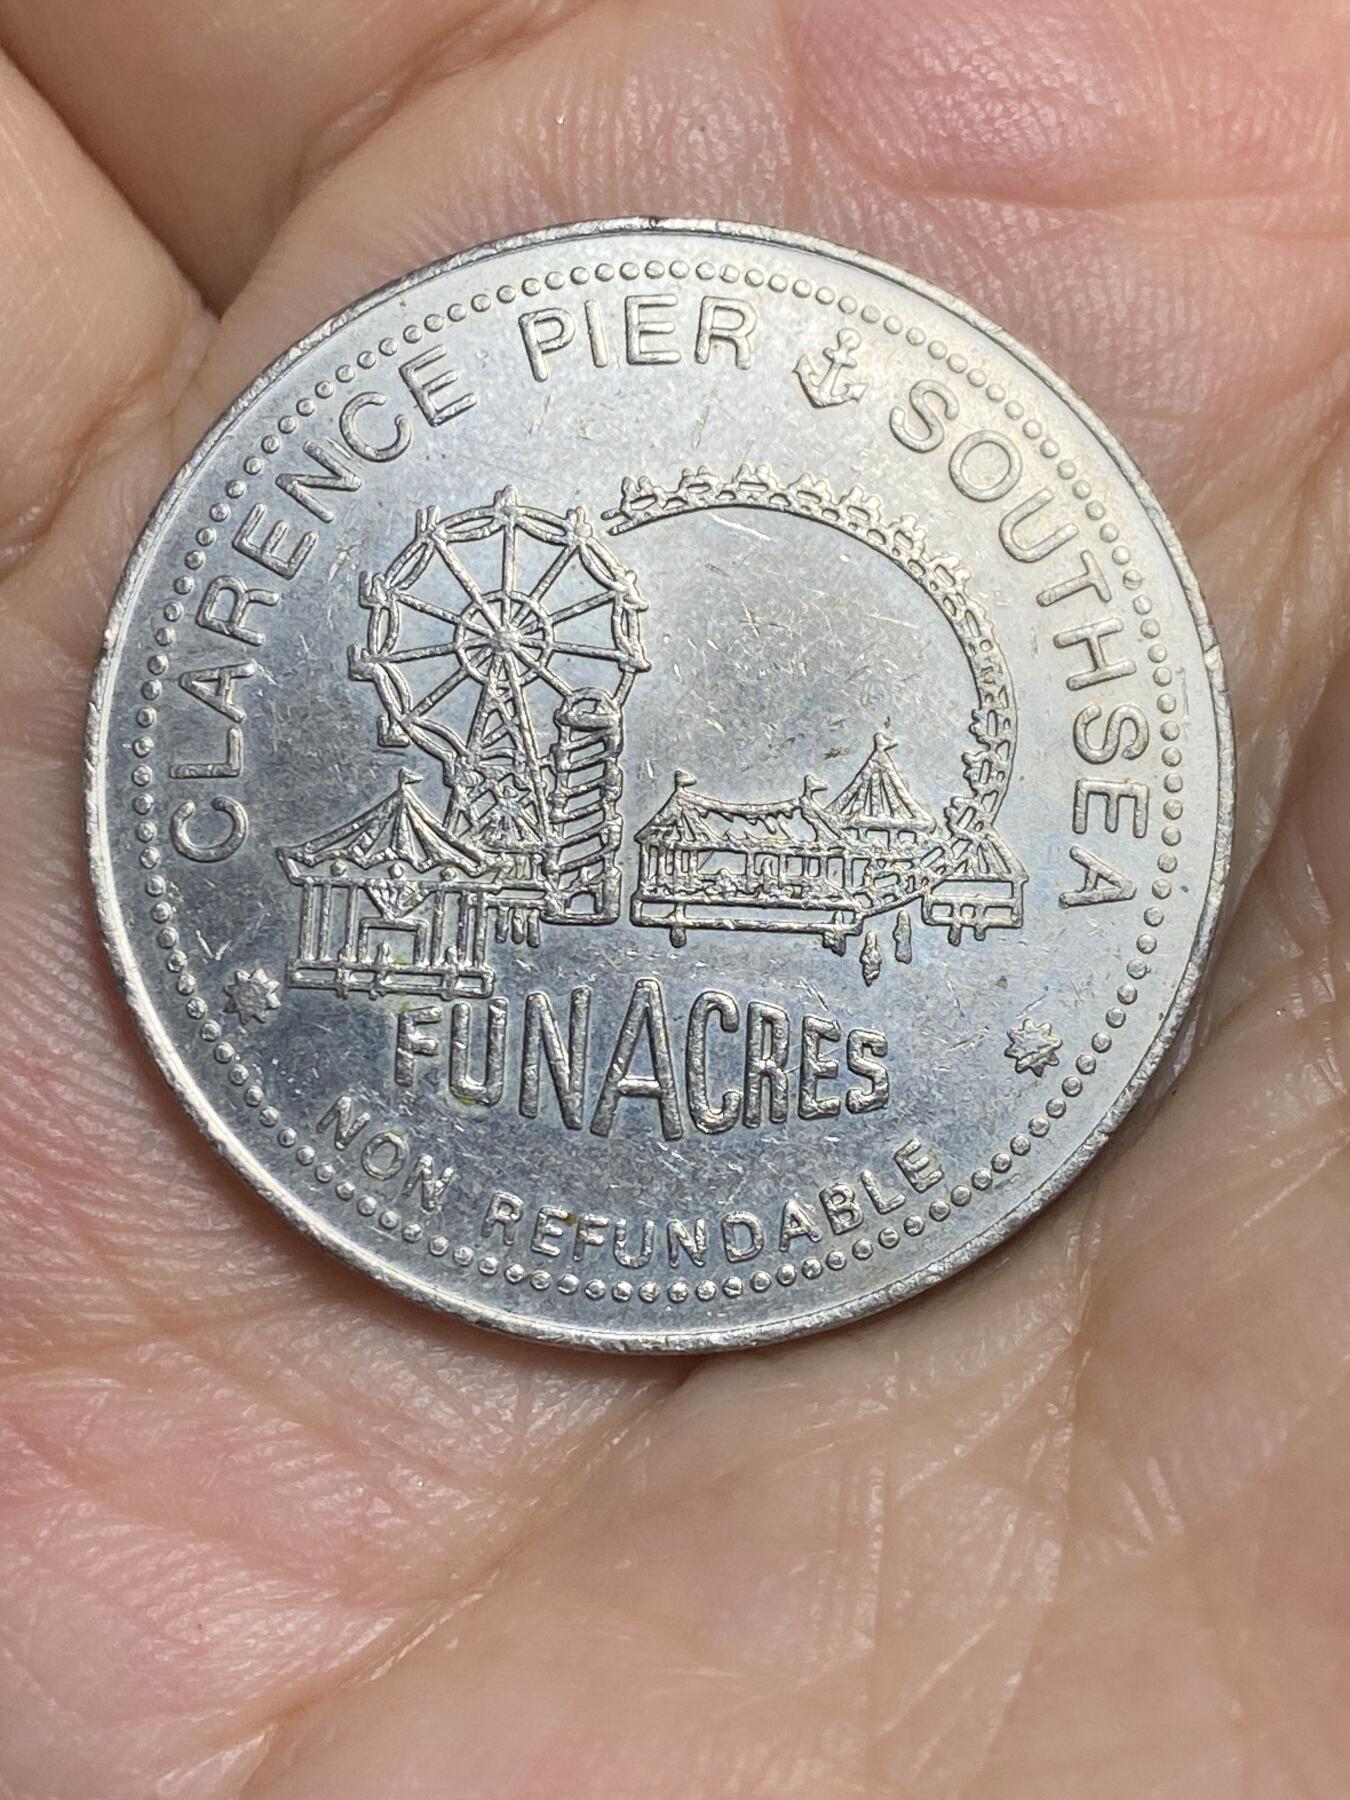 CLARENCE PIER SOUTHSEA
FUNACRES
NON REFUNDABLE